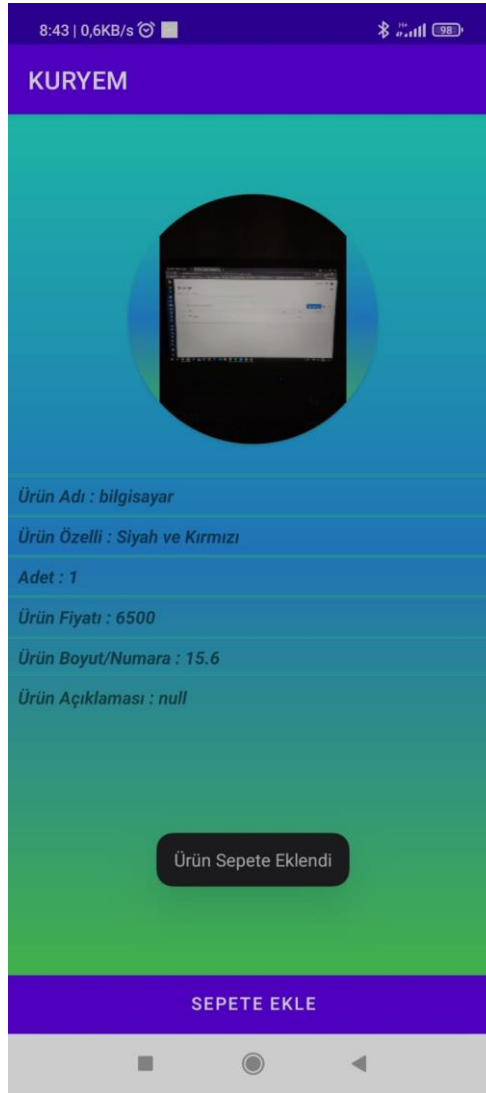 8:43 | 0,6KB/s
H+
98
KURYEM
Ürün Adı : bilgisayar
Ürün Özelli : Siyah ve Kırmızı
Adet : 1
Ürün Fiyatı : 6500
Ürün Boyut/Numara : 15.6
Ürün Açıklaması : null
Ürün Sepete Eklendi
SEPETE EKLE